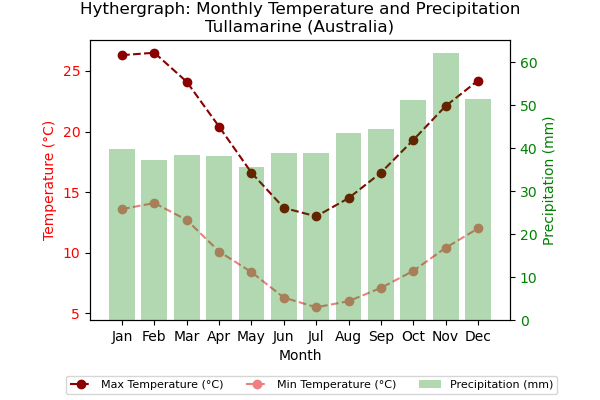 Hythergraph: Monthly Temperature and Precipitation
Tullamarine (Australia)
Temperature (°C)
25
20
15
10
5
60
50
40
30
20
10
0
Precipitation (mm)
Jan Feb Mar Apr May Jun Jul Aug Sep Oct Nov Dec
Month
Max Temperature (°C) Min Temperature (°C) Precipitation (mm)